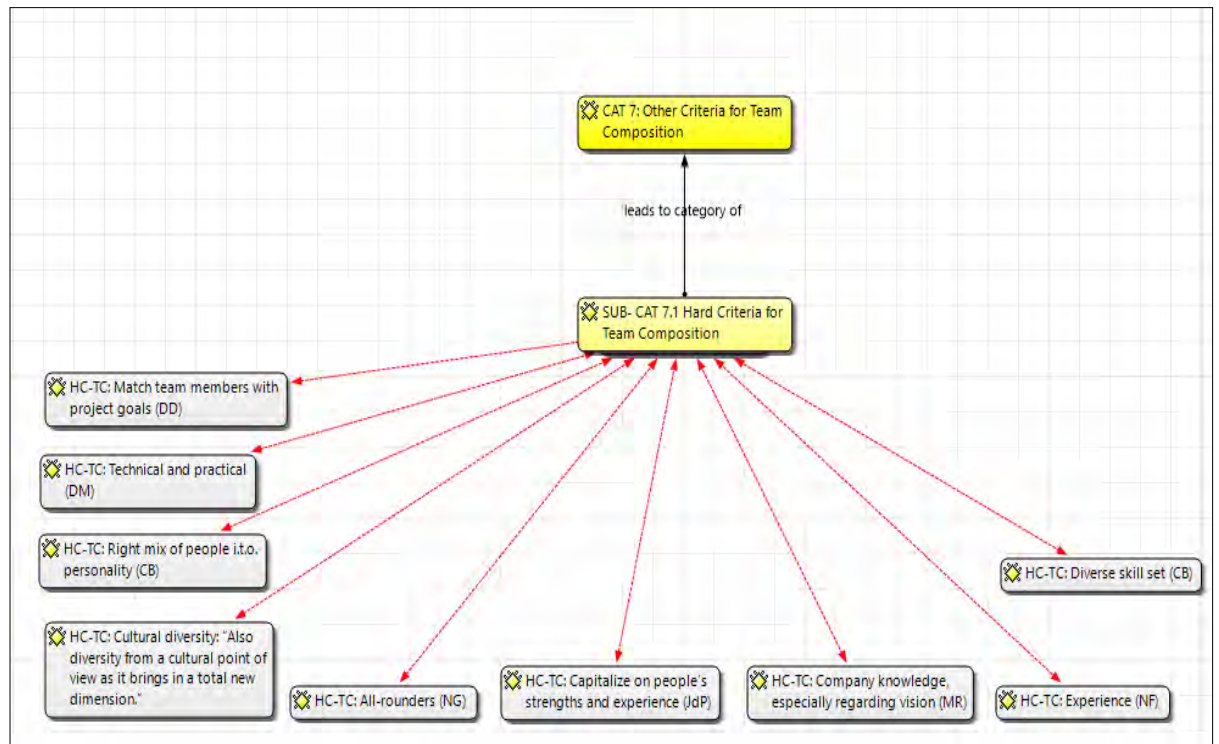 CAT 7: Other Criteria for Team
Composition
leads to category of
SUB- CAT 7.1 Hard Criteria for
Team Composition
HC-TC: Match team members with
project goals (DD)
HC-TC: Technical and practical
(DM)
HC-TC: Right mix of people i.t.o.
personality (CB)
HC-TC: Cultural diversity: "Also
diversity from a cultural point of
view as it brings in a total new
dimension."
HC-TC: All-rounders (NG)
HC-TC: Capitalize on people's
strengths and experience (JdP)
HC-TC: Company knowledge,
especially regarding vision (MR)
HC-TC: Experience (NF)
HC-TC: Diverse skill set (CB)